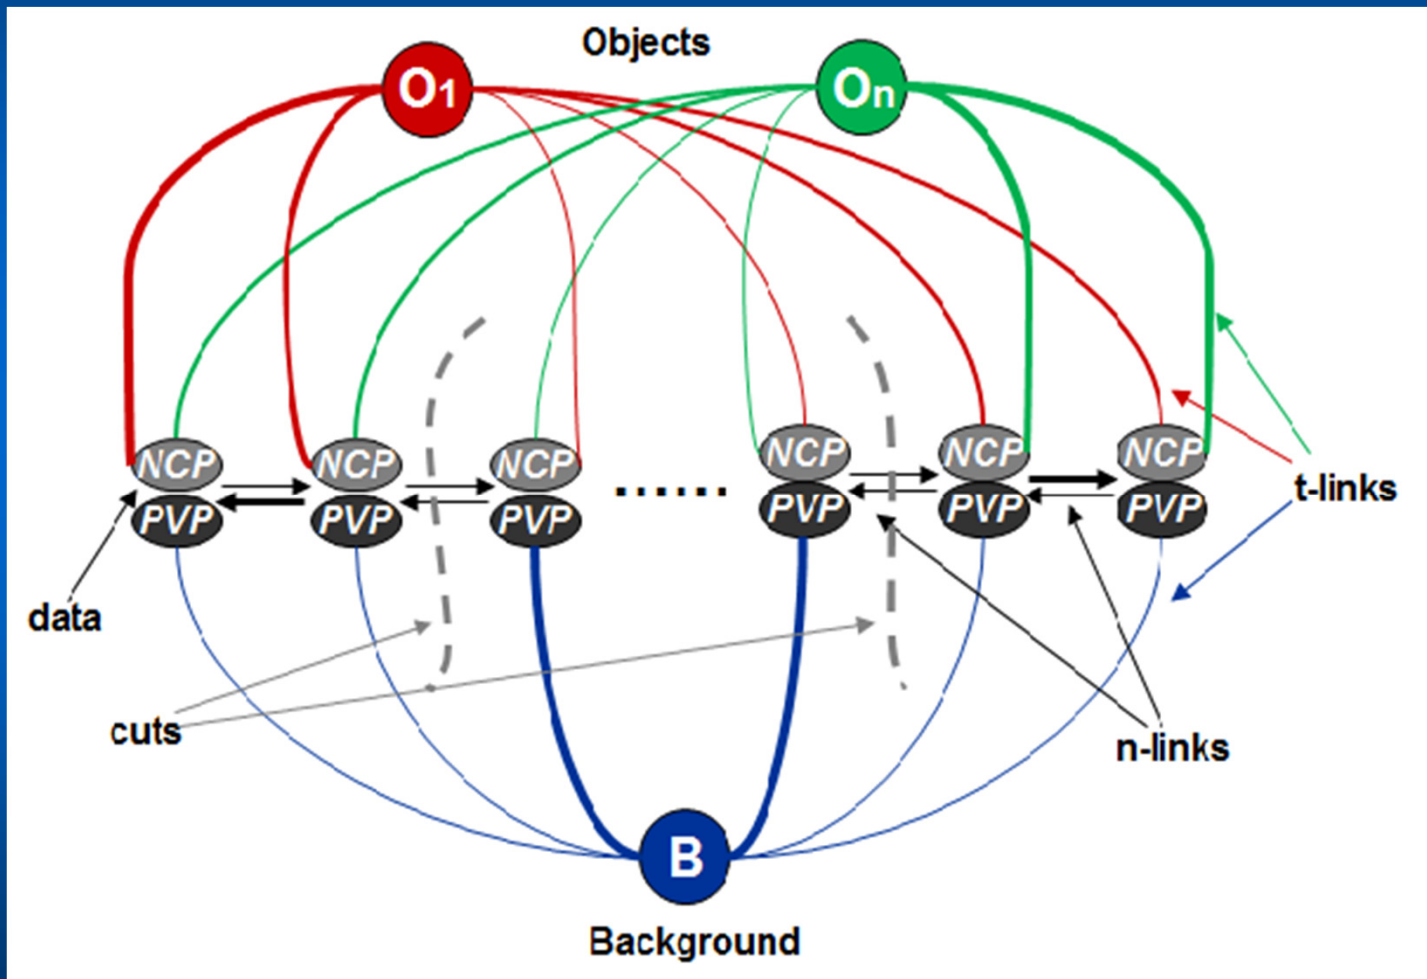 Objects
O1
On
NCP NCP NCP NCP NCP NCP
PVP PVP PVP ...... PVP PVP PVP
t-links
data
cuts
n-links
B
Background